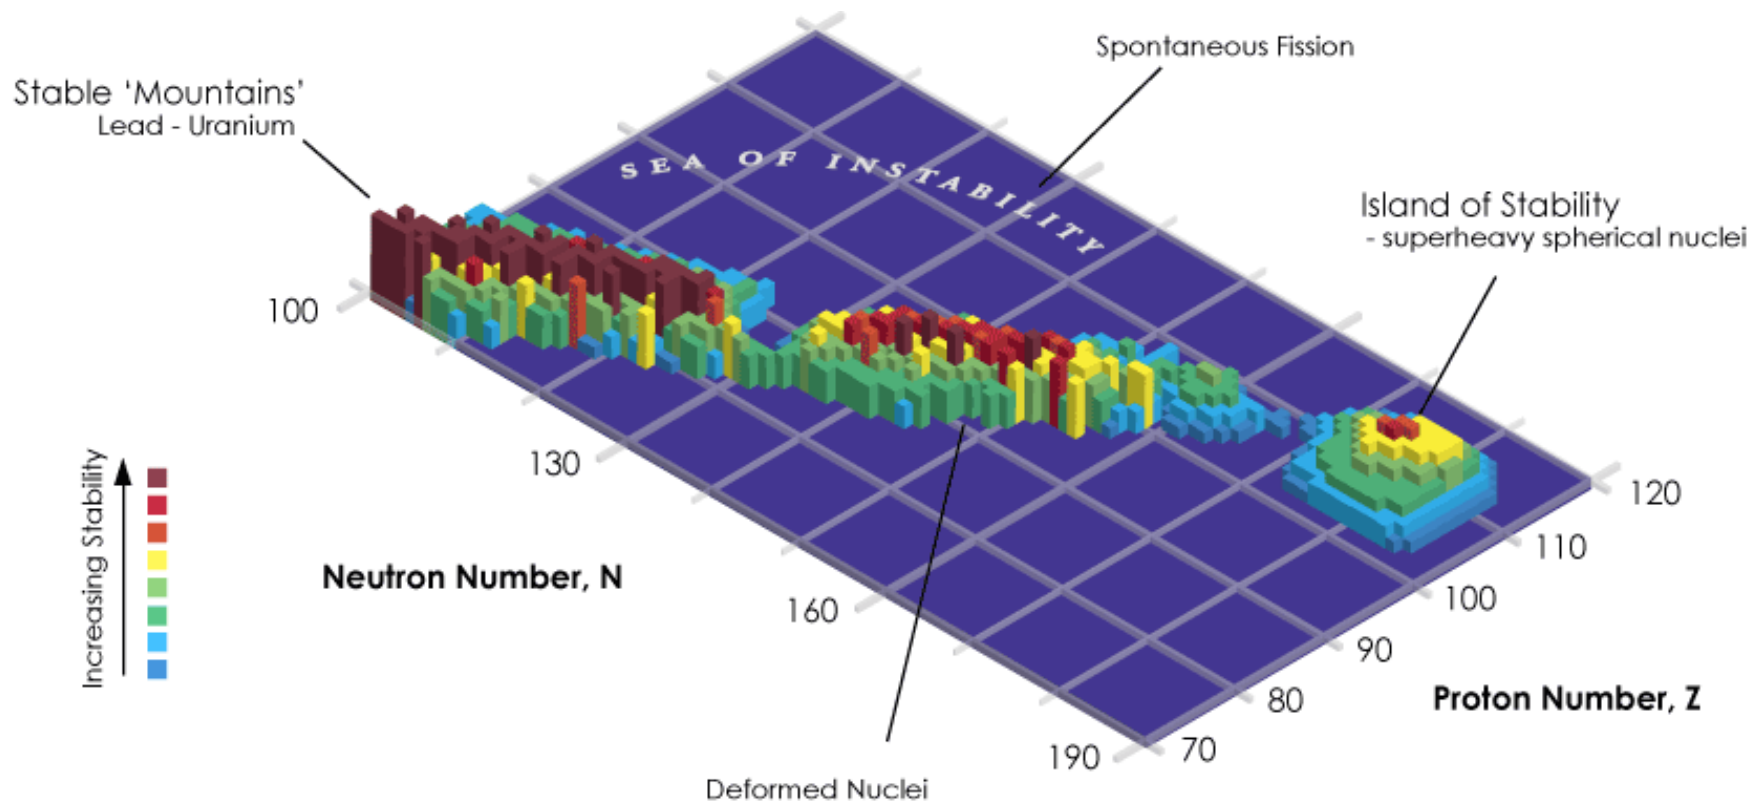 Spontaneous Fission
Stable ‘Mountains’
Lead - Uranium
SEA OF INSTABILITY
Island of Stability
- superheavy spherical nuclei
100
130
160
190
70
80
90
100
110
120
Increasing Stability
Neutron Number, N
Proton Number, Z
Deformed Nuclei